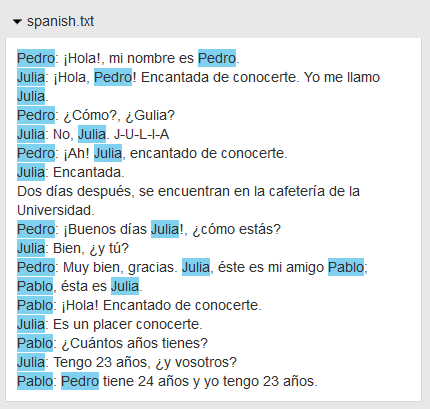 spanish.txt
Pedro: ¡Hola!, mi nombre es Pedro.
Julia: ¡Hola, Pedro! Encantada de conocerte. Yo me llamo
Julia.
Pedro: ¿Cómo?, ¿Gulia?
Julia: No, Julia. J-U-L-I-A
Pedro: ¡Ah! Julia, encantado de conocerte.
Julia: Encantada.
Dos días después, se encuentran en la cafetería de la
Universidad.
Pedro: ¡Buenos días Julia!, ¿cómo estás?
Julia: Bien, ¿y tú?
Pedro: Muy bien, gracias. Julia, éste es mi amigo Pablo;
Pablo, ésta es Julia.
Pablo: ¡Hola! Encantado de conocerte.
Julia: Es un placer conocerte.
Pablo: ¿Cuántos años tienes?
Julia: Tengo 23 años, ¿y vosotros?
Pablo: Pedro tiene 24 años y yo tengo 23 años.